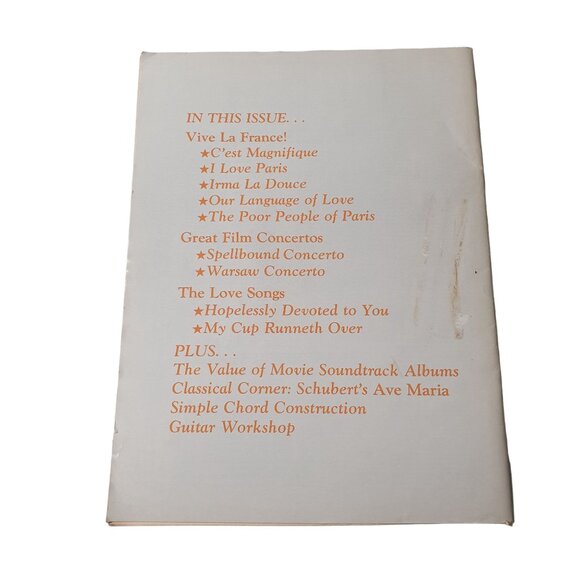 IN THIS ISSUE. . .
Vive La France!
★C'est Magnifique
★I Love Paris
★Irma La Douce
★Our Language of Love
★The Poor People of Paris
Great Film Concertos
★Spellbound Concerto
★Warsaw Concerto
The Love Songs
★Hopelessly Devoted to You
★My Cup Runneth Over
PLUS. . .
The Value of Movie Soundtrack Albums
Classical Corner: Schubert's Ave Maria
Simple Chord Construction
Guitar Workshop